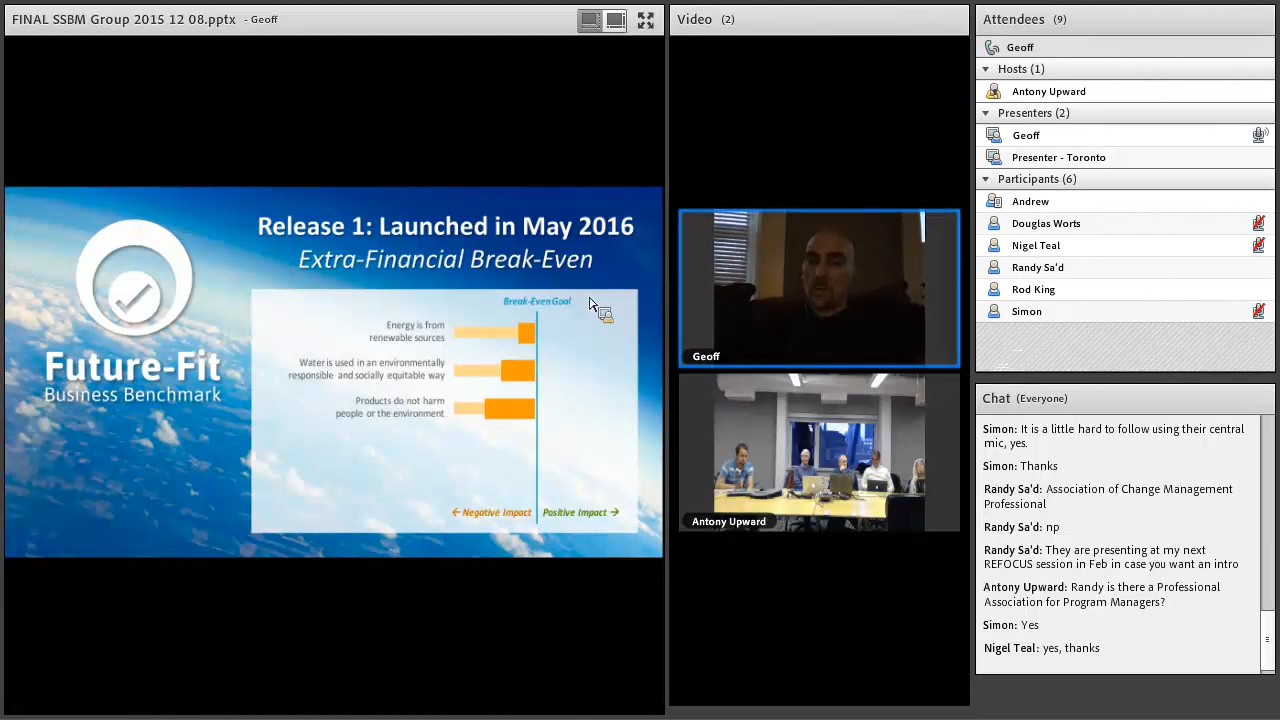 FINAL SSBM Group 2015 12 08.pptx - Geoff
Release 1: Launched in May 2016
Extra-Financial Break-Even
Future-Fit
Business Benchmark
Break-Even Goal
Energy is from
renewable sources
Water is used in an environmentally
responsible and socially equitable way
Products do not harm
people or the environment
← Negative Impact
Positive Impact →
Video (2)
Geoff
Antony Upward
Attendees (9)
Geoff
Hosts (1)
Antony Upward
Presenters (2)
Geoff
Presenter - Toronto
Participants (6)
Andrew
Douglas Worts
Nigel Teal
Randy Sa'd
Rod King
Simon
Chat (Everyone)
Simon: It is a little hard to follow using their central
mic, yes.
Simon: Thanks
Randy Sa'd: Association of Change Management
Professional
Randy Sa'd: np
Randy Sa'd: They are presenting at my next
REFOCUS session in Feb in case you want an intro
Antony Upward: Randy is there a Professional
Association for Program Managers?
Simon: Yes
Nigel Teal: yes, thanks